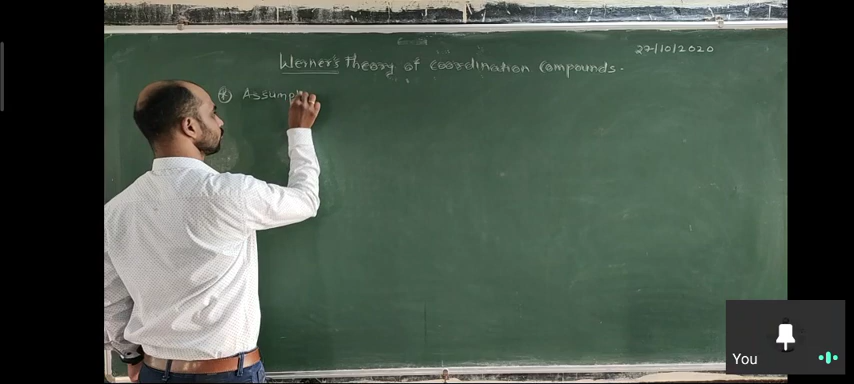 27/10/2020
Werner's theory of coordination compounds.
Assump
You